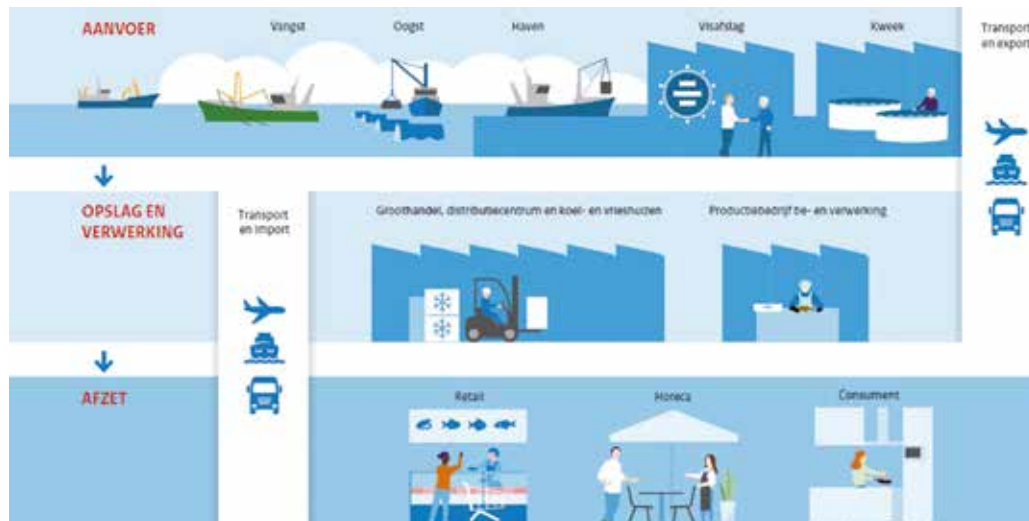 AANVOER
Vangst
Oogst
Haven
Visafslag
Kweek
Transport
en export
OPSLAG EN
VERWERKING
Transport
en import
Groothandel, distributiecentrum en koel- en vrieshuizen
Productiebedrijf be- en verwerking
AFZET
Retail
Horeca
Consument